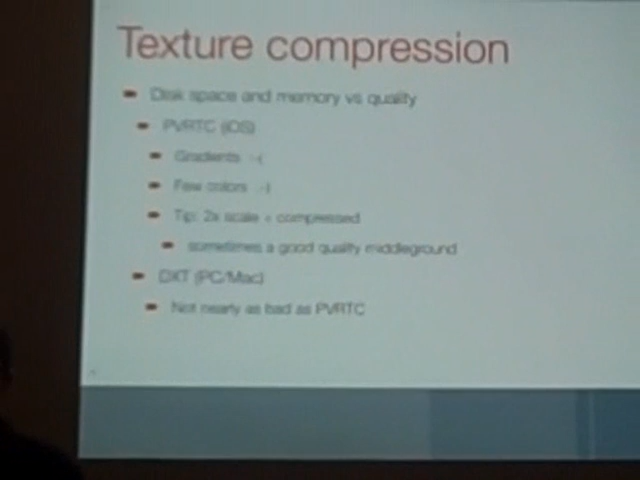 Texture compression
Disk space and memory vs quality
PVRTC (iOS)
Gradients :-(
Few colors :-)
Tip: 2x scale + compressed
sometimes a good quality middleground
DXT (PC/Mac)
Not nearly as bad as PVRTC